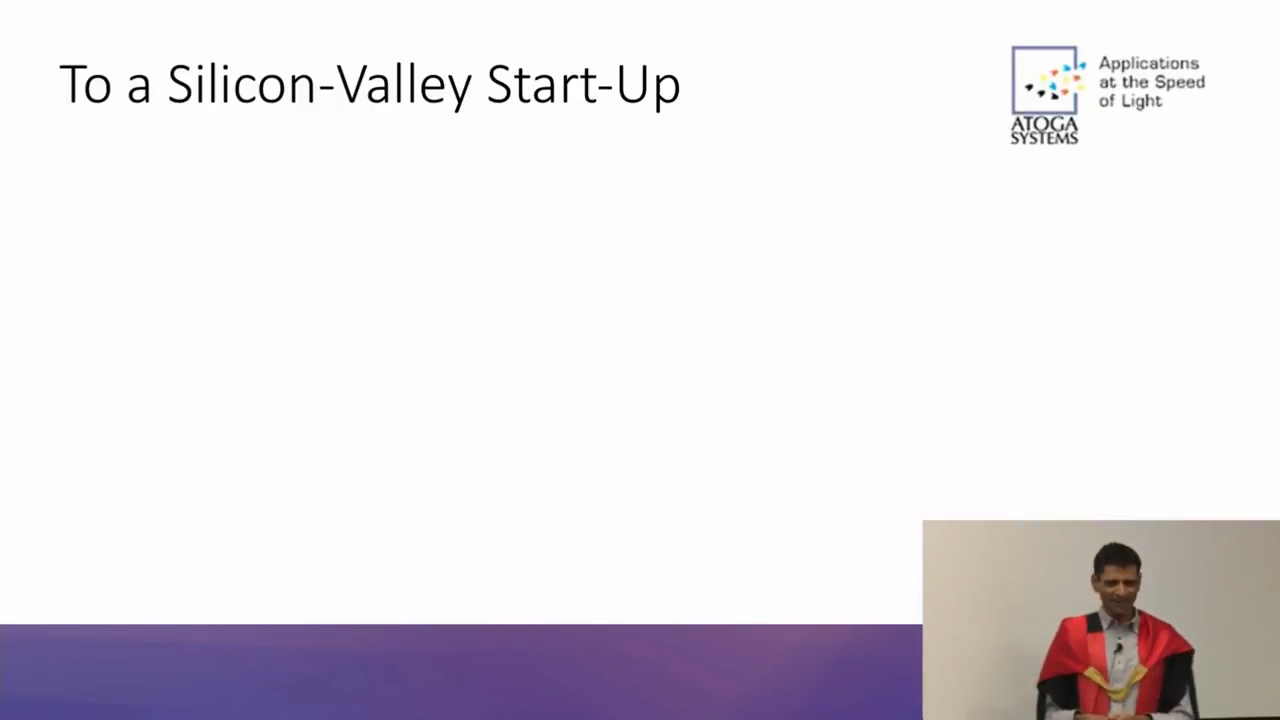 To a Silicon-Valley Start-Up
Applications
at the Speed
of Light
ATOGA
SYSTEMS